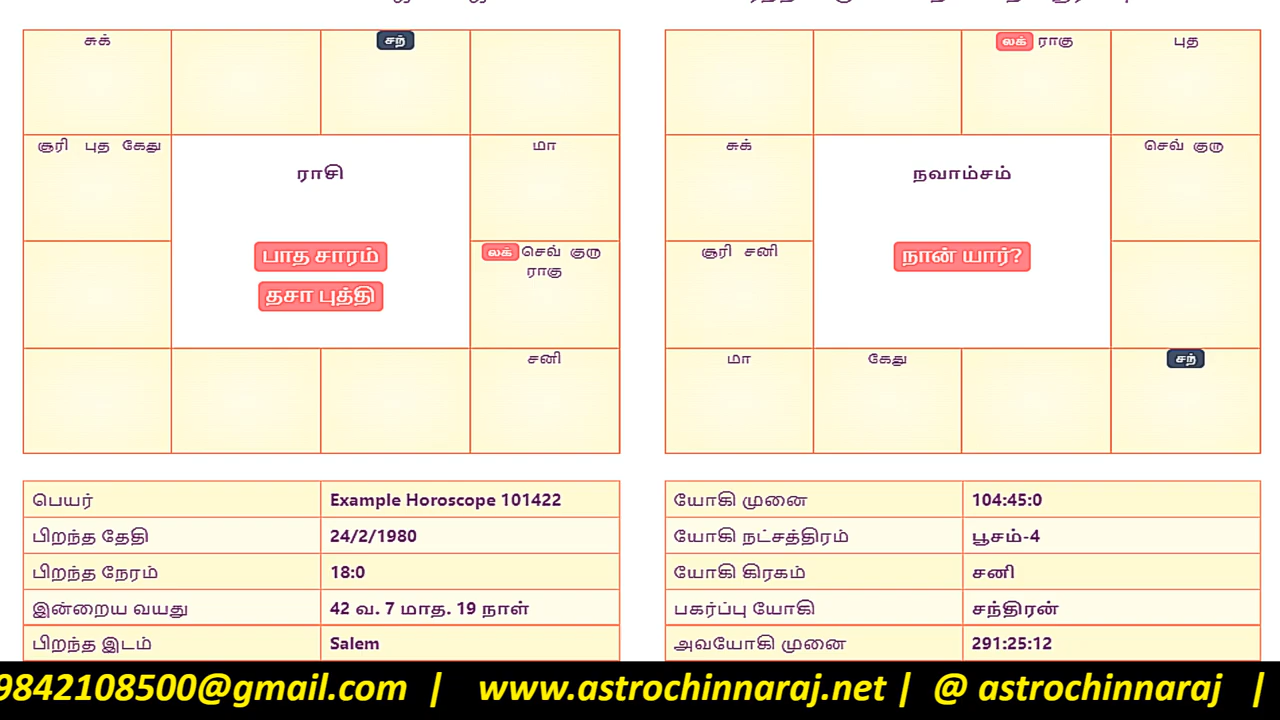 சுக்
சந்
சூரி புத கேது
மா
ராசி
லக் செவ் குரு
ராகு
பாத சாரம்
தசா புத்தி
சனி
லக் ராகு
புத
சுக்
செவ் குரு
நவாம்சம்
சூரி சனி
நான் யார்?
மா
கேது
சந்
பெயர் Example Horoscope 101422
பிறந்த தேதி 24/2/1980
பிறந்த நேரம் 18:0
இன்றைய வயது 42 வ. 7 மாத. 19 நாள்
பிறந்த இடம் Salem
யோகி முனை 104:45:0
யோகி நட்சத்திரம் பூசம்-4
யோகி கிரகம் சனி
பகர்ப்பு யோகி சந்திரன்
அவயோகி முனை 291:25:12
9842108500@gmail.com | www.astrochinnaraj.net | @ astrochinnaraj |